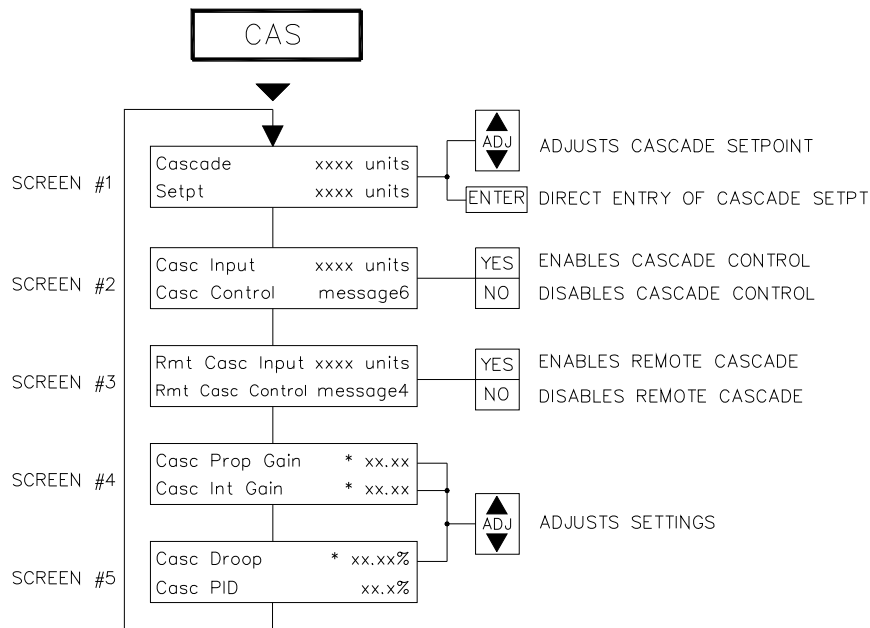 CAS
SCREEN #1
Cascade xxxx units
Setpt xxxx units
ADJ
ADJUSTS CASCADE SETPOINT
ENTER
DIRECT ENTRY OF CASCADE SETPT
SCREEN #2
Casc Input xxxx units
Casc Control message6
YES
ENABLES CASCADE CONTROL
NO
DISABLES CASCADE CONTROL
SCREEN #3
Rmt Casc Input xxxx units
Rmt Casc Control message4
YES
ENABLES REMOTE CASCADE
NO
DISABLES REMOTE CASCADE
SCREEN #4
Casc Prop Gain * xx.xx
Casc Int Gain * xx.xx
ADJ
ADJUSTS SETTINGS
SCREEN #5
Casc Droop * xx.xx%
Casc PID xx.x%